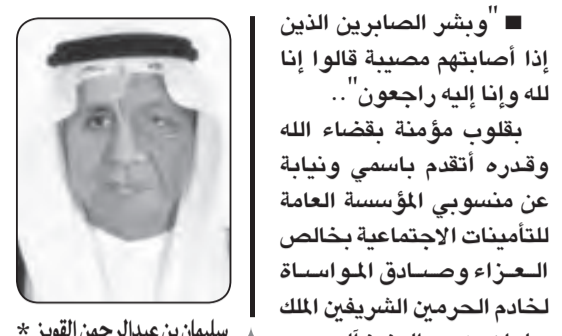 ■ "وبشر الصابرين الذين
إذا أصابتهم مصيبة قالوا إنا
لله وإنا إليه راجعون"..
بقلوب مؤمنة بقضاء الله
وقدره أتقدم باسمي ونيابة
عن منسوبي المؤسسة العامة
للتأمينات الاجتماعية بخالص
العزاء وصادق المواساة
لخادم الحرمين الشريفين الملك
سليمان بن عبدالرحمن القويز *